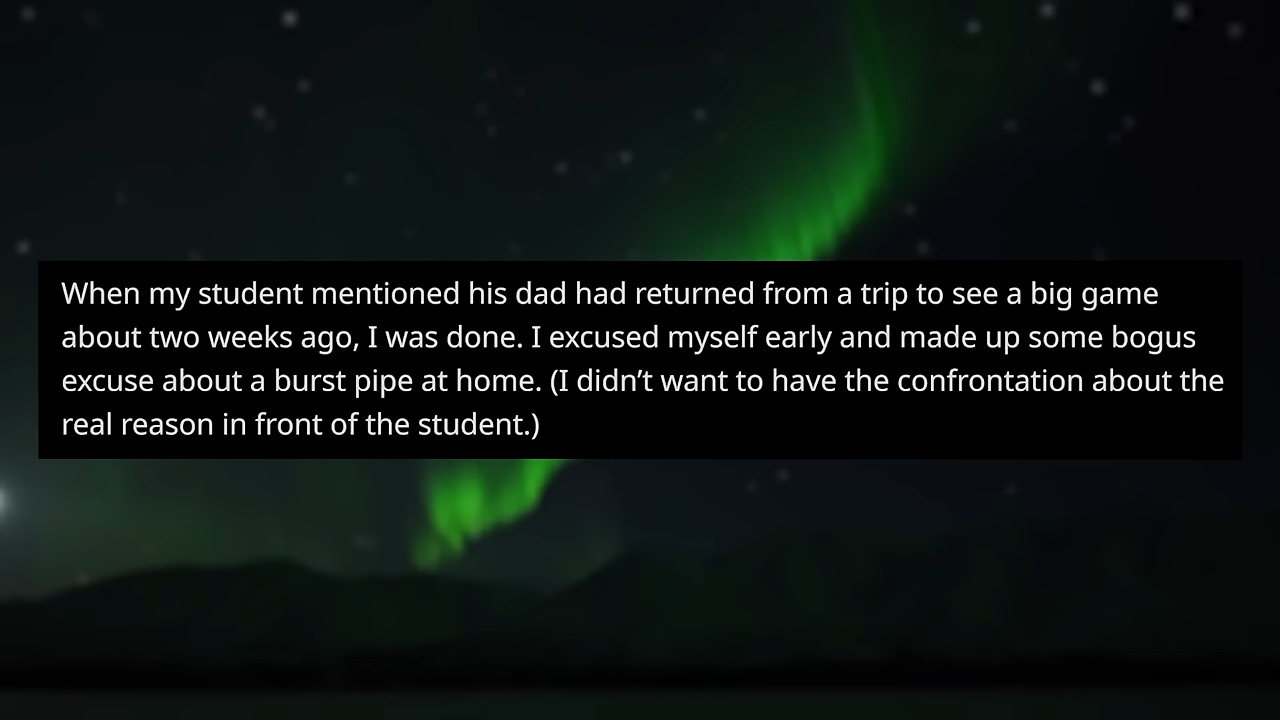 When my student mentioned his dad had returned from a trip to see a big game
about two weeks ago, I was done. I excused myself early and made up some bogus
excuse about a burst pipe at home. (I didn’t want to have the confrontation about the
real reason in front of the student.)